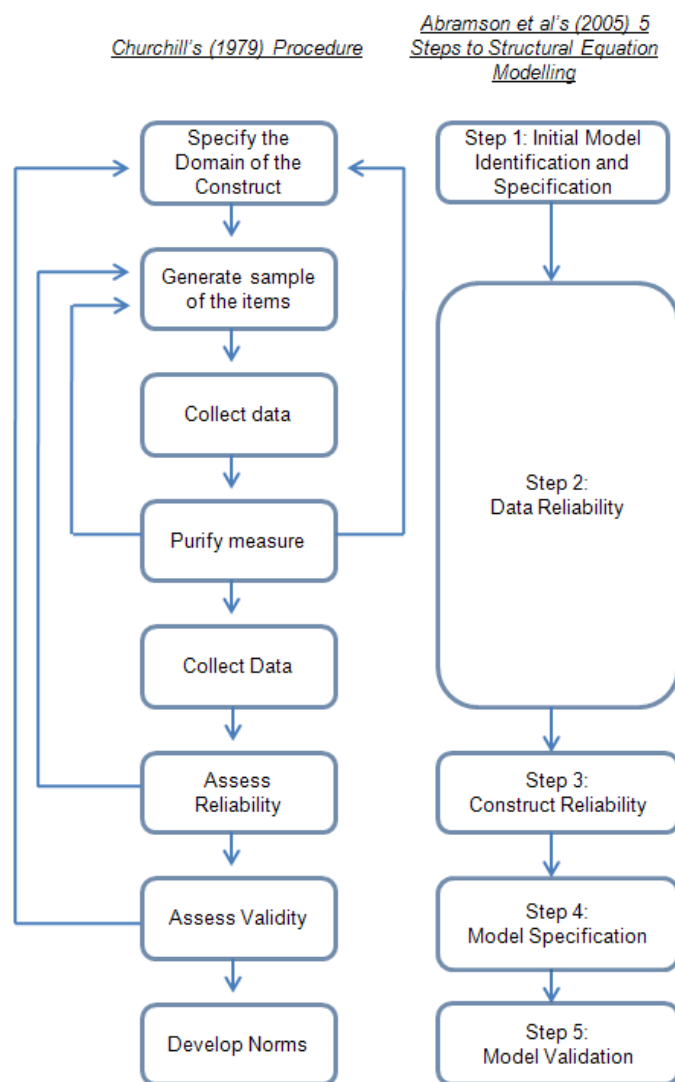 Churchill's (1979) Procedure
Abramson et al's (2005) 5
Steps to Structural Equation
Modelling
Specify the
Domain of the
Construct
Generate sample
of the items
Collect data
Purify measure
Collect Data
Assess
Reliability
Assess Validity
Develop Norms
Step 1: Initial Model
Identification and
Specification
Step 2:
Data Reliability
Step 3:
Construct Reliability
Step 4:
Model Specification
Step 5:
Model Validation